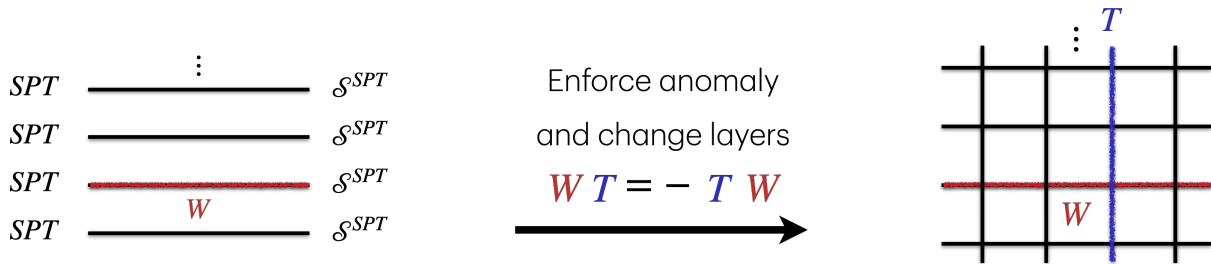 ⋮
SPT 𝒮^SPT
SPT 𝒮^SPT
SPT 𝒮^SPT
W
SPT 𝒮^SPT
Enforce anomaly
and change layers
W T = − T W
T
⋮
W